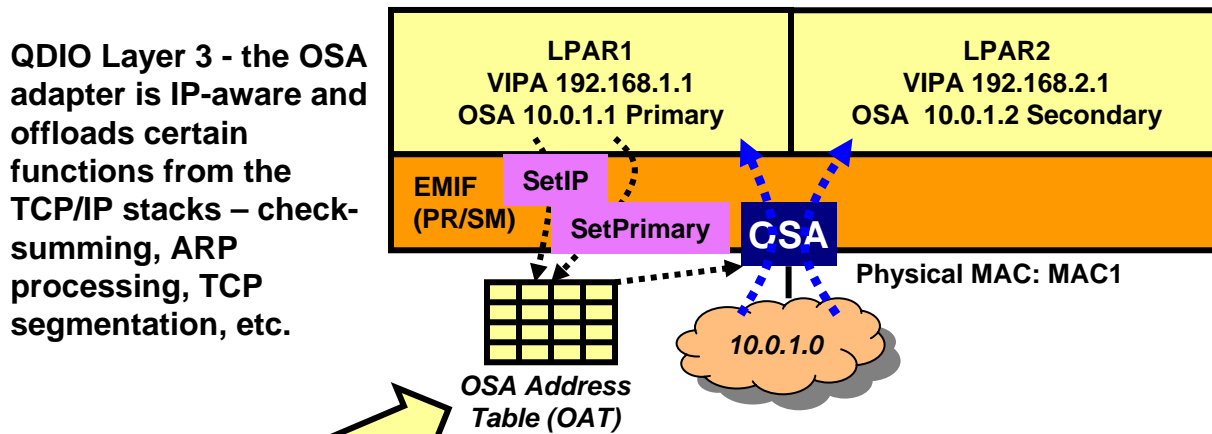 QDIO Layer 3 - the OSA
adapter is IP-aware and
offloads certain
functions from the
TCP/IP stacks – check-
summing, ARP
processing, TCP
segmentation, etc.
LPAR1
VIPA 192.168.1.1
OSA 10.0.1.1 Primary
LPAR2
VIPA 192.168.2.1
OSA 10.0.1.2 Secondary
EMIF
(PR/SM)
SetIP
SetPrimary
OSA
Physical MAC: MAC1
10.0.1.0
OSA Address
Table (OAT)